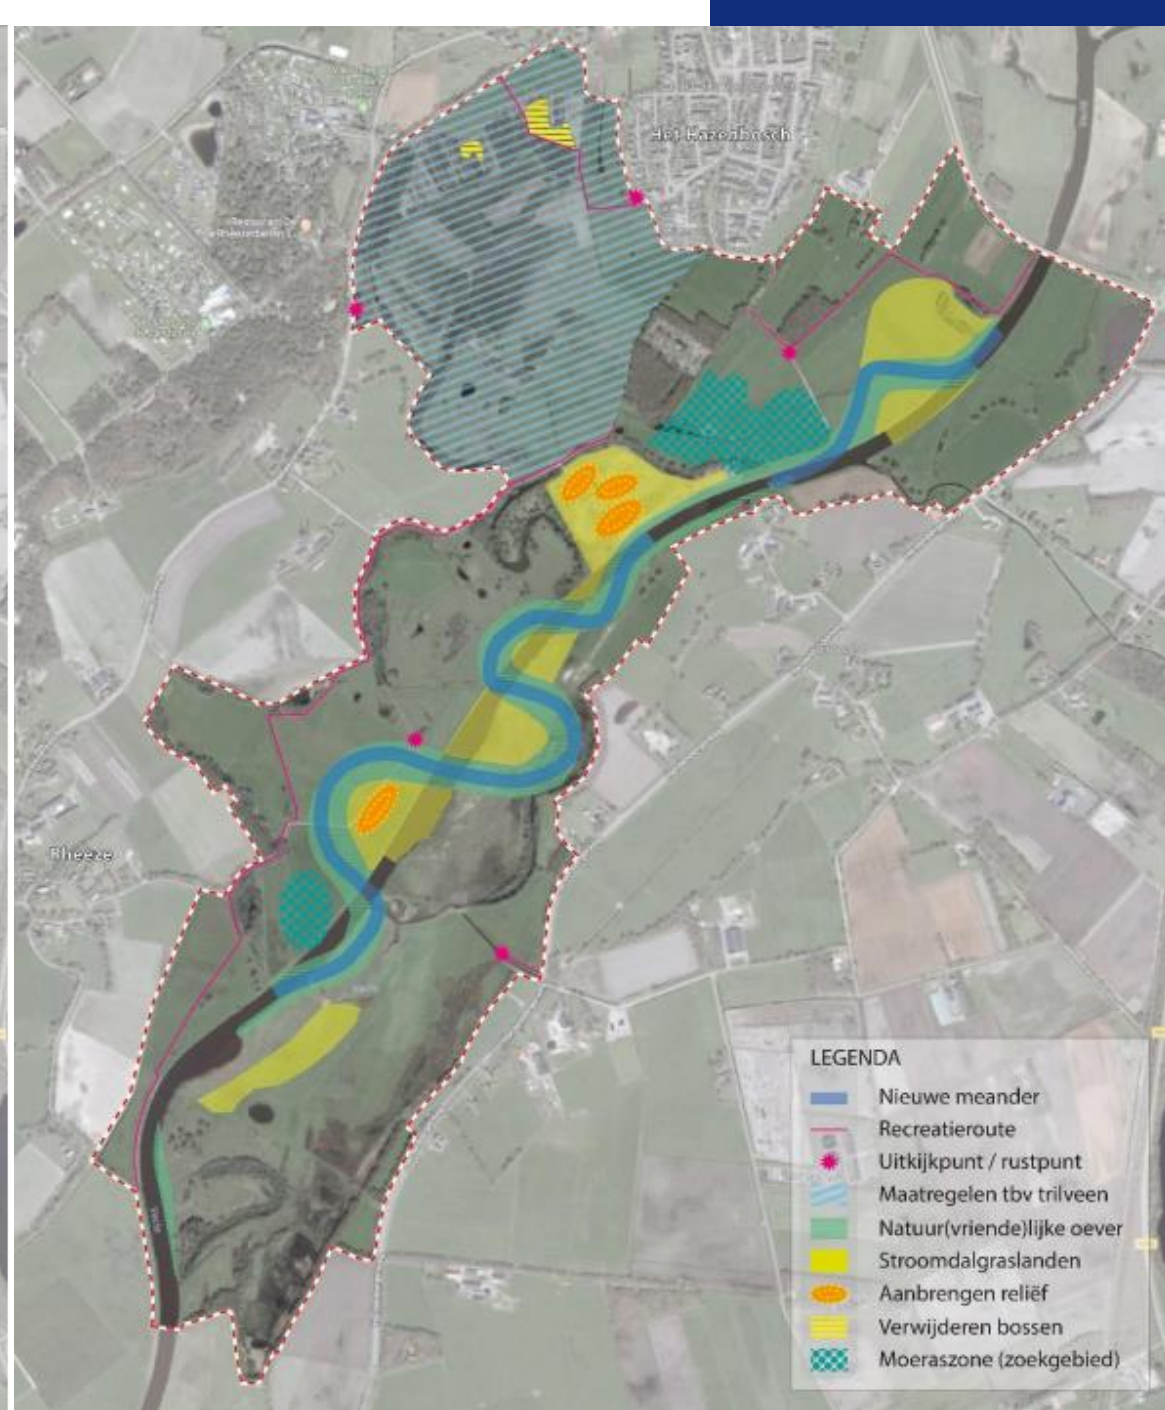 Het Hazenbosch
Rheeze
LEGENDA
Nieuwe meander
Recreatieroute
Uitkijkpunt / rustpunt
Maatregelen tbv trilveen
Natuur(vriende)lijke oever
Stroomdalgraslanden
Aanbrengen reliëf
Verwijderen bossen
Moeraszone (zoekgebied)